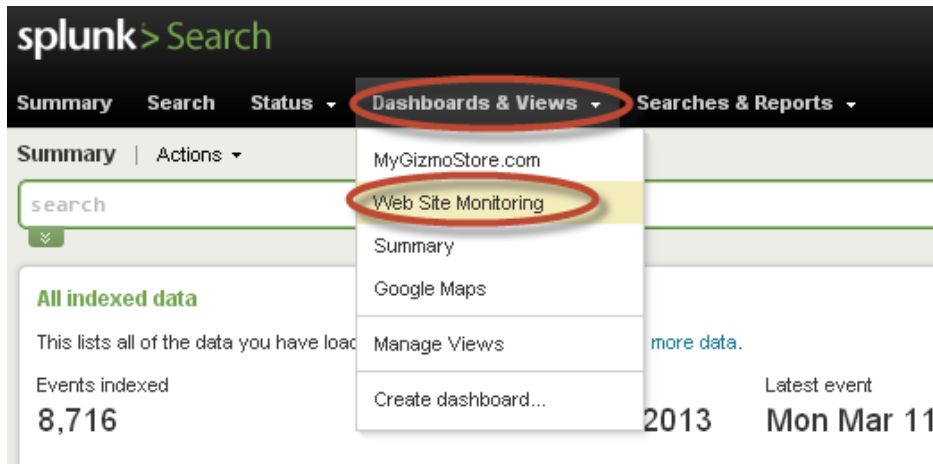 splunk> Search
Summary Search Status Dashboards & Views Searches & Reports
Summary | Actions
MyGizmoStore.com
search
Web Site Monitoring
Summary
All indexed data
Google Maps
This lists all of the data you have more data.
Manage Views
Events indexed
Latest event
Create dashboard...
8,716
2013
Mon Mar 11